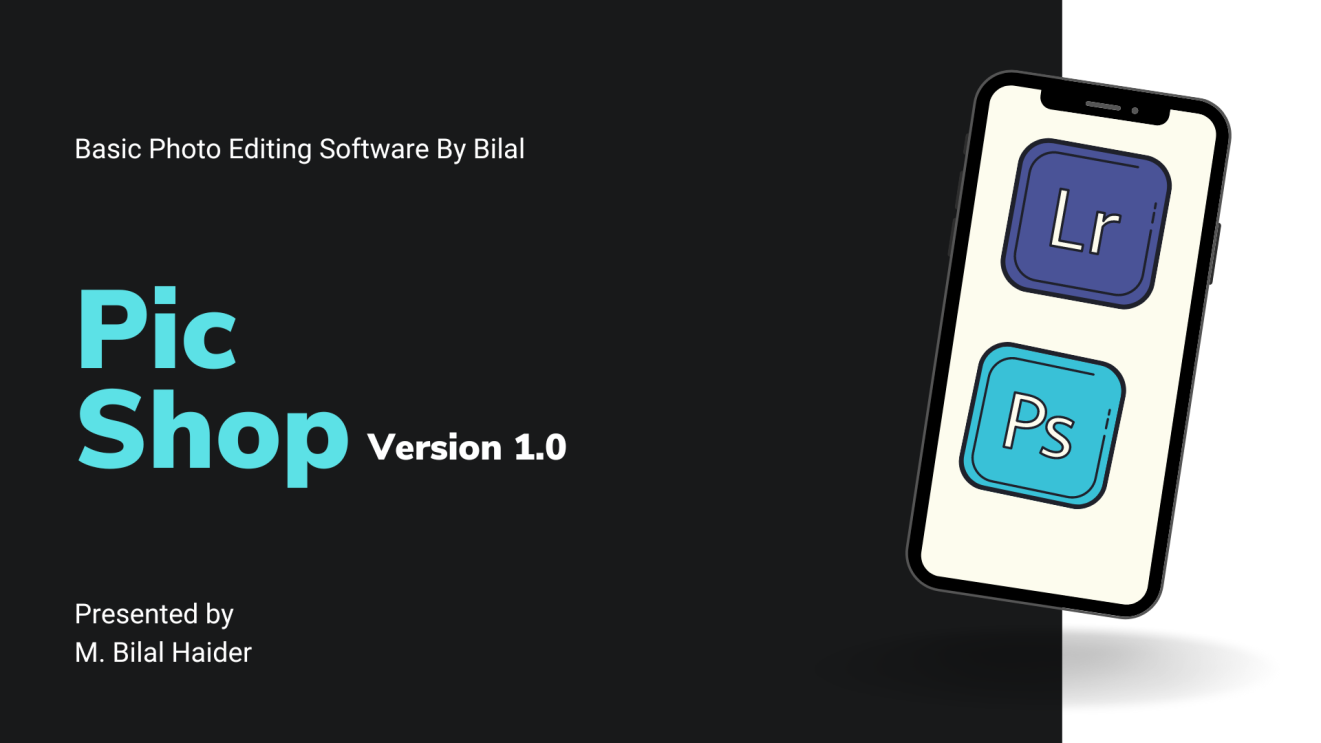 Basic Photo Editing Software By Bilal
Pic
Shop Version 1.0
Presented by
M. Bilal Haider
Lr
Ps